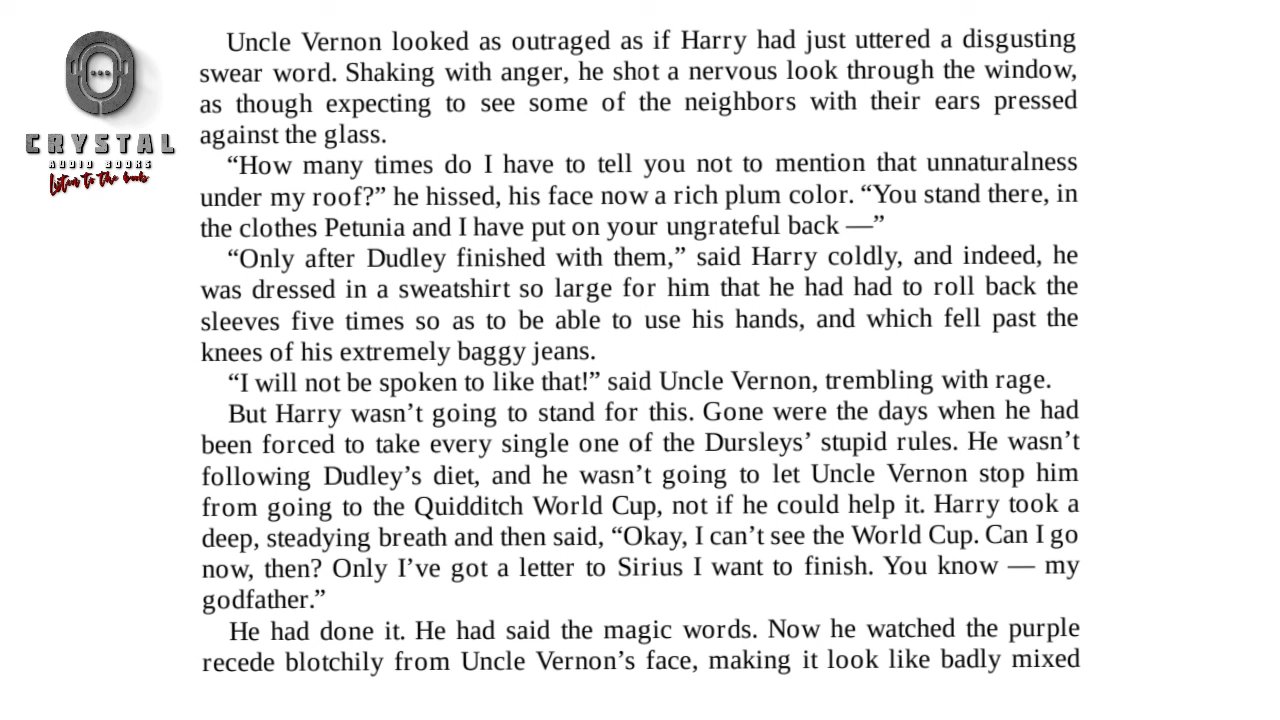 CRYSTAL
AUDIO BOOKS
Listen to the book
Uncle Vernon looked as outraged as if Harry had just uttered a disgusting
swear word. Shaking with anger, he shot a nervous look through the window,
as though expecting to see some of the neighbors with their ears pressed
against the glass.
“How many times do I have to tell you not to mention that unnaturalness
under my roof?” he hissed, his face now a rich plum color. “You stand there, in
the clothes Petunia and I have put on your ungrateful back —”
“Only after Dudley finished with them,” said Harry coldly, and indeed, he
was dressed in a sweatshirt so large for him that he had had to roll back the
sleeves five times so as to be able to use his hands, and which fell past the
knees of his extremely baggy jeans.
“I will not be spoken to like that!” said Uncle Vernon, trembling with rage.
But Harry wasn’t going to stand for this. Gone were the days when he had
been forced to take every single one of the Dursleys’ stupid rules. He wasn’t
following Dudley’s diet, and he wasn’t going to let Uncle Vernon stop him
from going to the Quidditch World Cup, not if he could help it. Harry took a
deep, steadying breath and then said, “Okay, I can’t see the World Cup. Can I go
now, then? Only I’ve got a letter to Sirius I want to finish. You know — my
godfather.”
He had done it. He had said the magic words. Now he watched the purple
recede blotchily from Uncle Vernon’s face, making it look like badly mixed